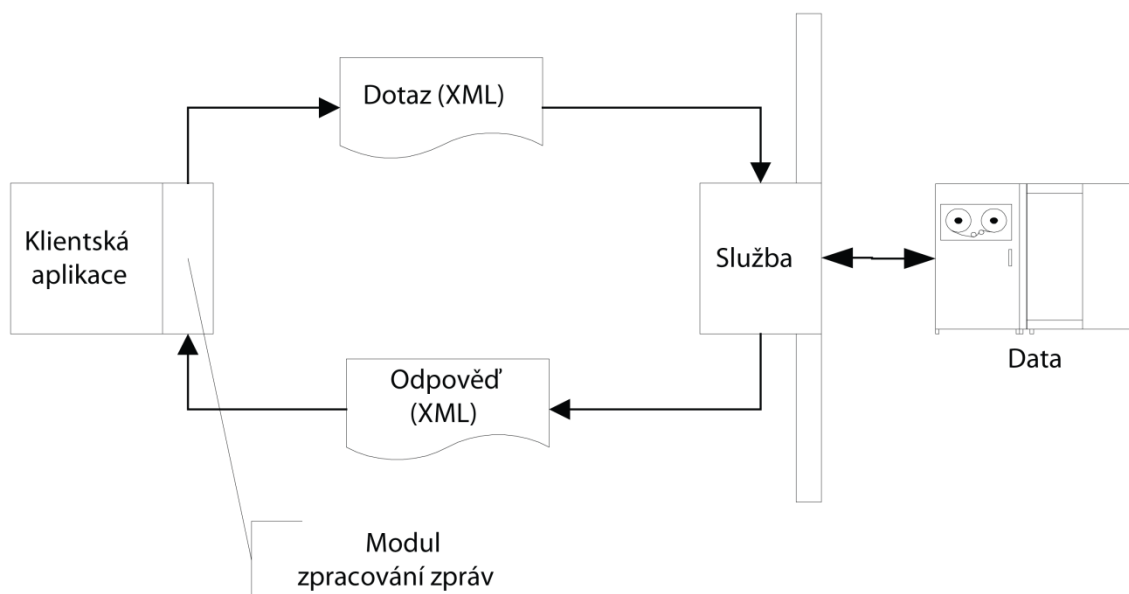 Dotaz (XML)
Klientská
aplikace
Služba
Data
Odpověď
(XML)
Modul
zpracování zpráv